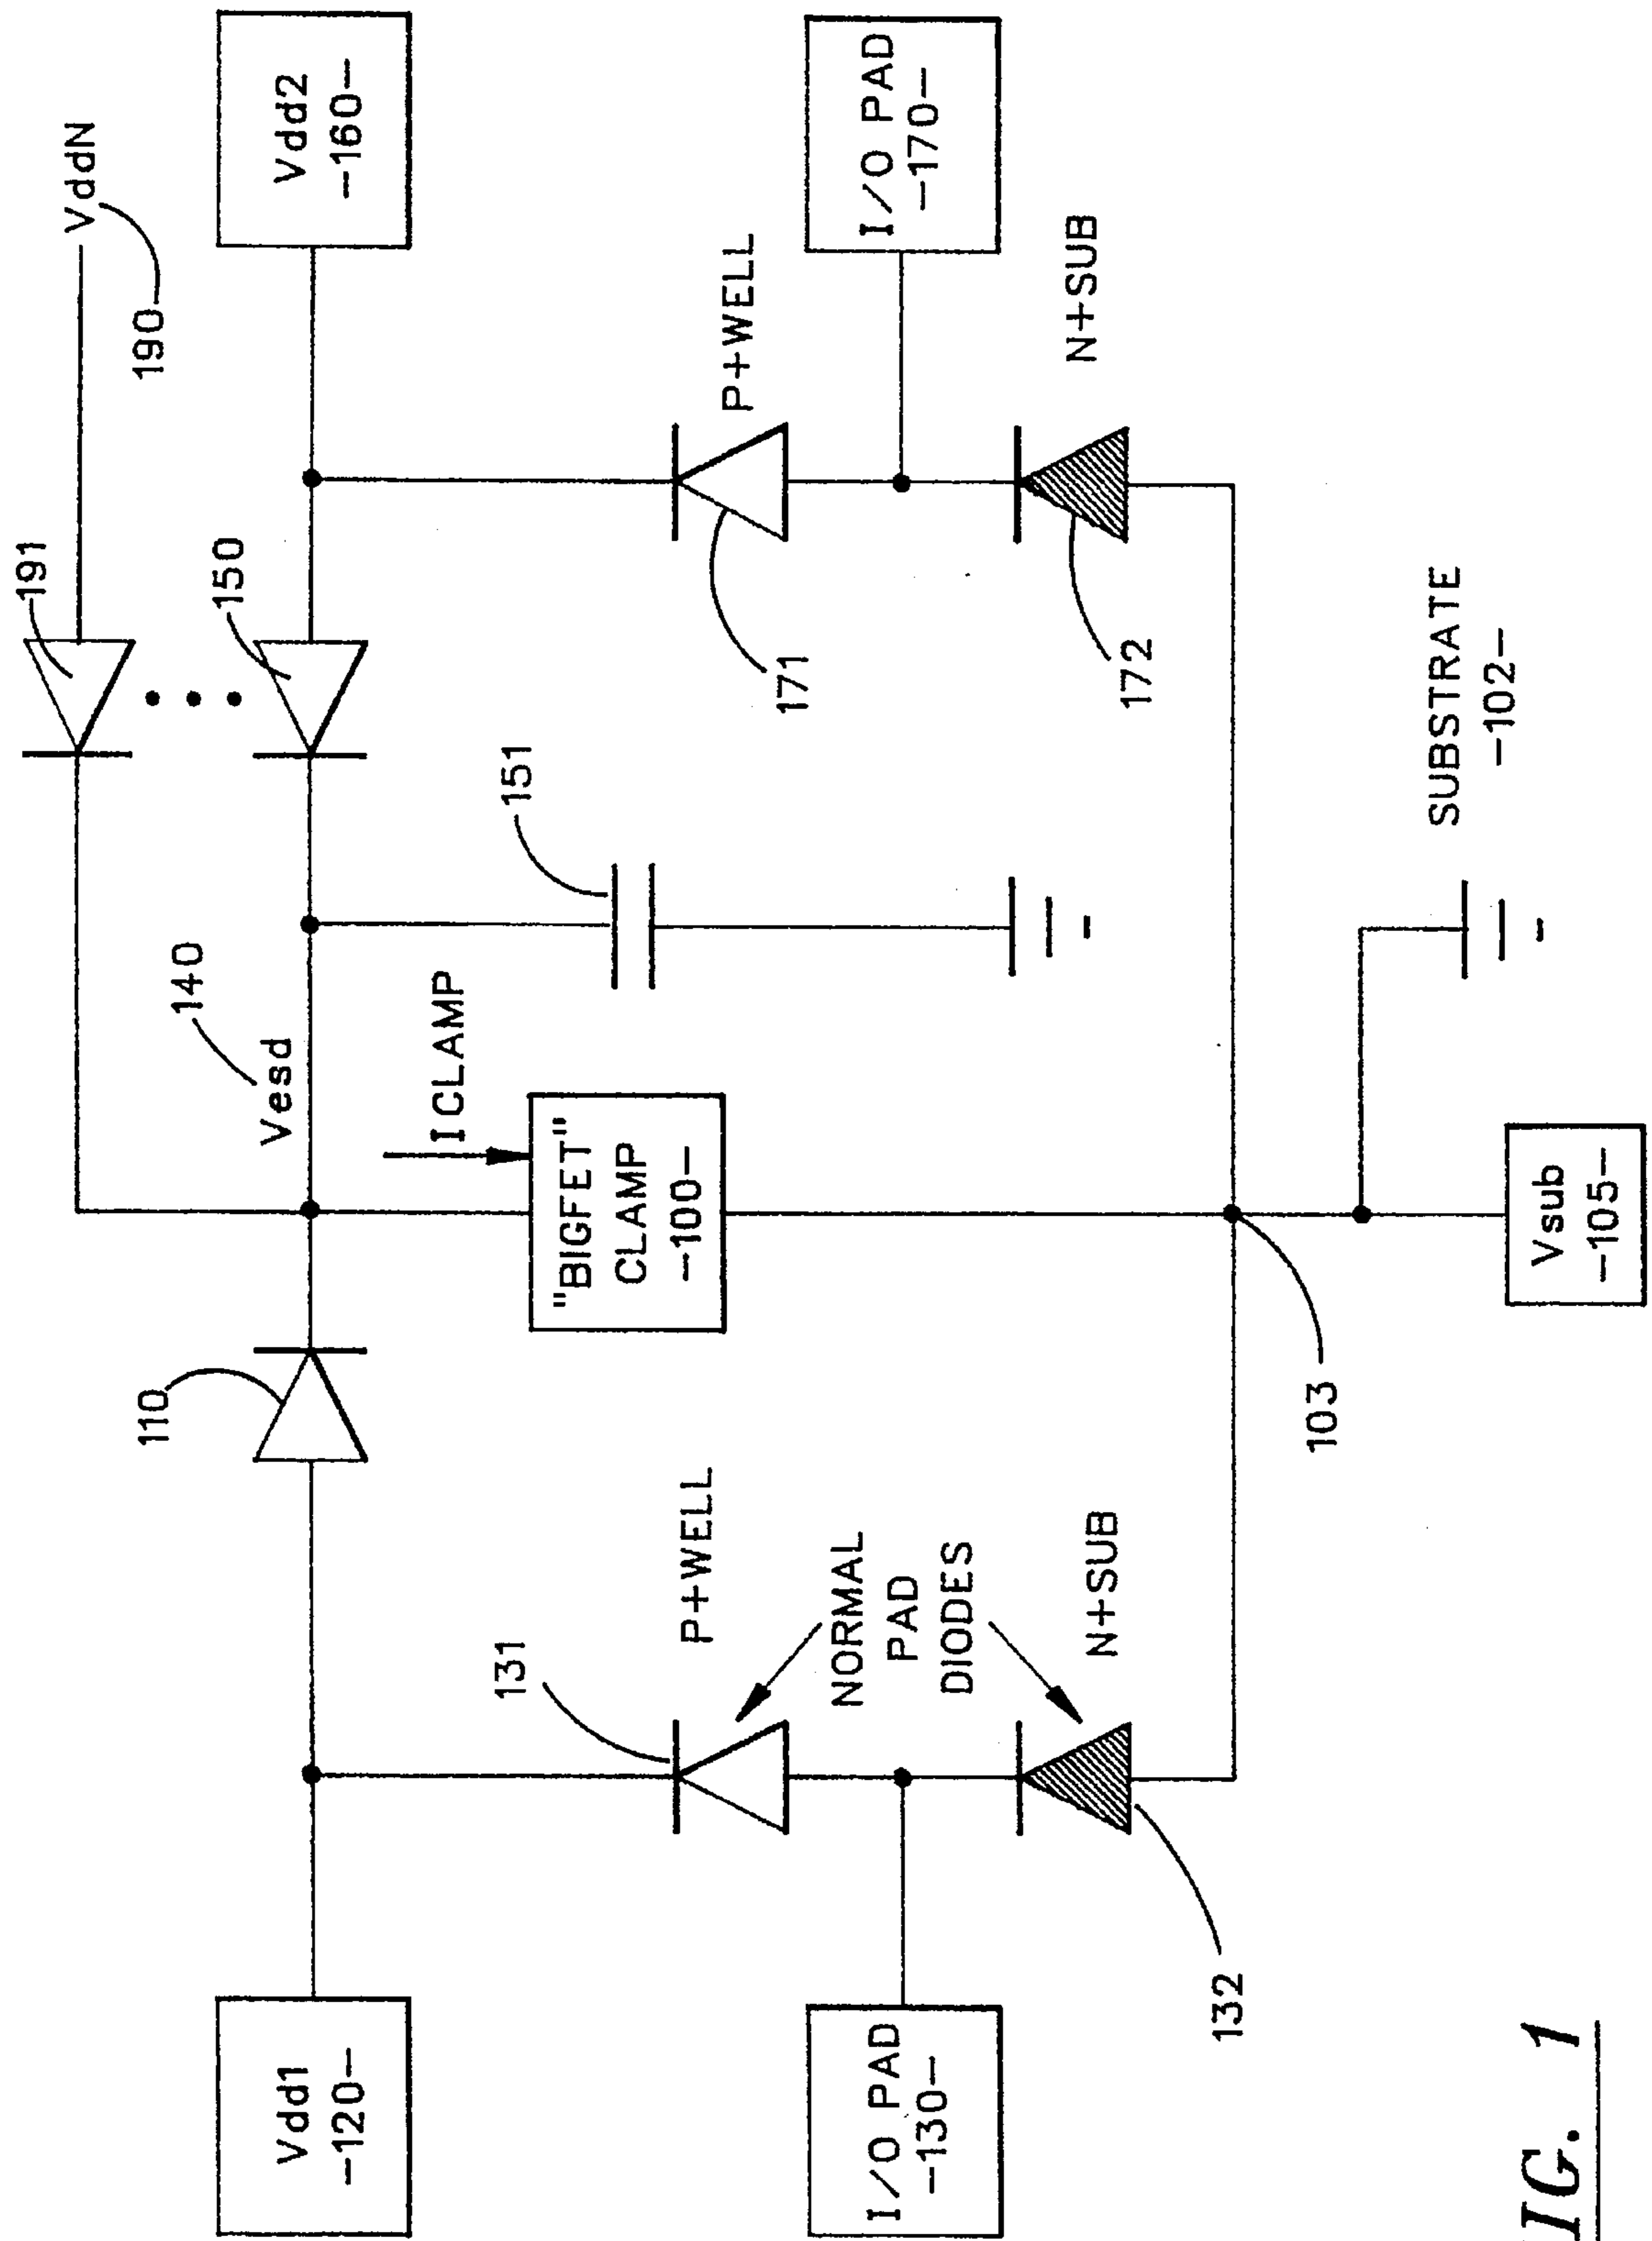 VddN
190
191
Vdd2
-160-
150
140
Vesd
110
Vdd1
-120-
I CLAMP
151
"BIGFET"
CLAMP
-100-
P+WELL
171
I/O PAD
-170-
N+SUB
172
131
P+WELL
NORMAL
PAD
DIODES
N+SUB
I/O PAD
-130-
132
103
SUBSTRATE
-102-
Vsub
-105-
IG. 1